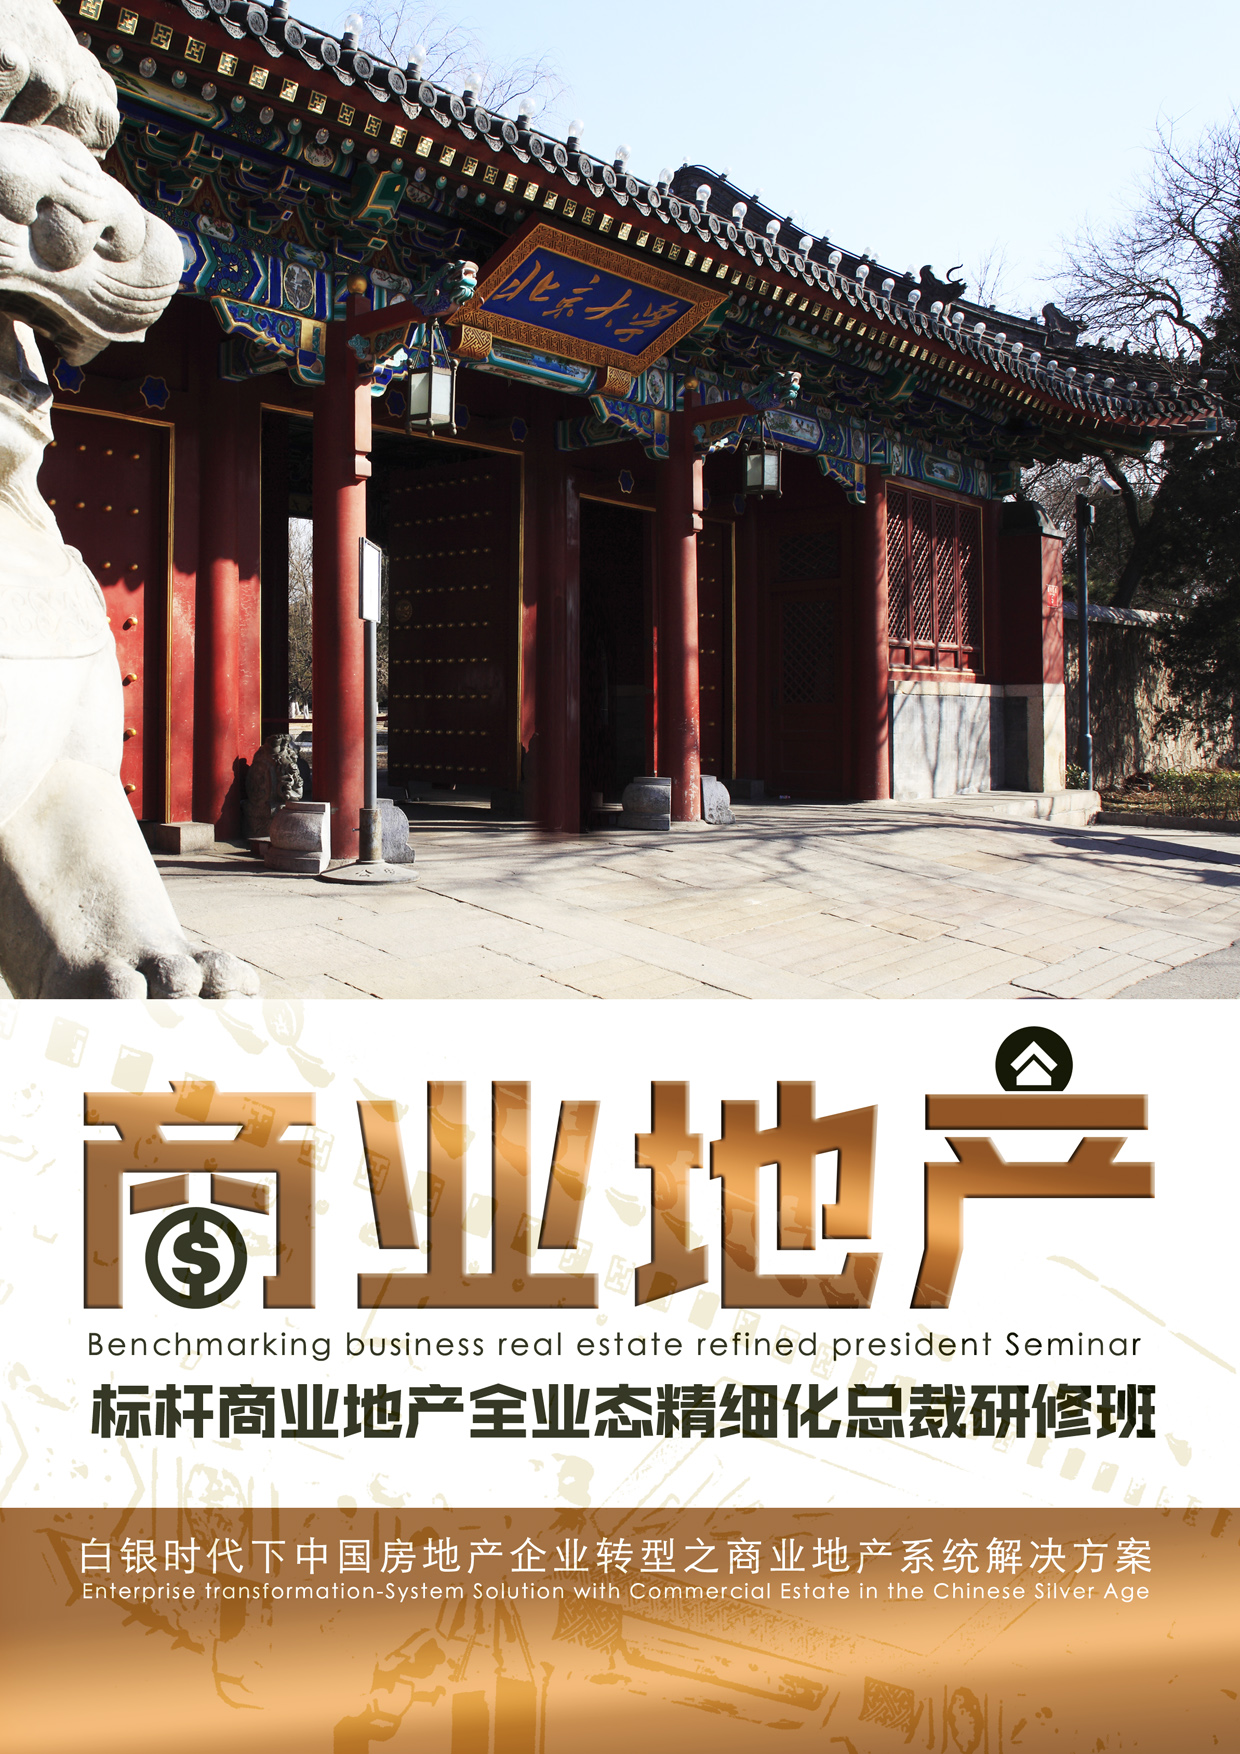 北京大学
商业地产
Benchmarking business real estate refined president Seminar
标杆商业地产全业态精细化总裁研修班
白银时代下中国房地产企业转型之商业地产系统解决方案
Enterprise transformation-System Solution with Commercial Estate in the Chinese Silver Age